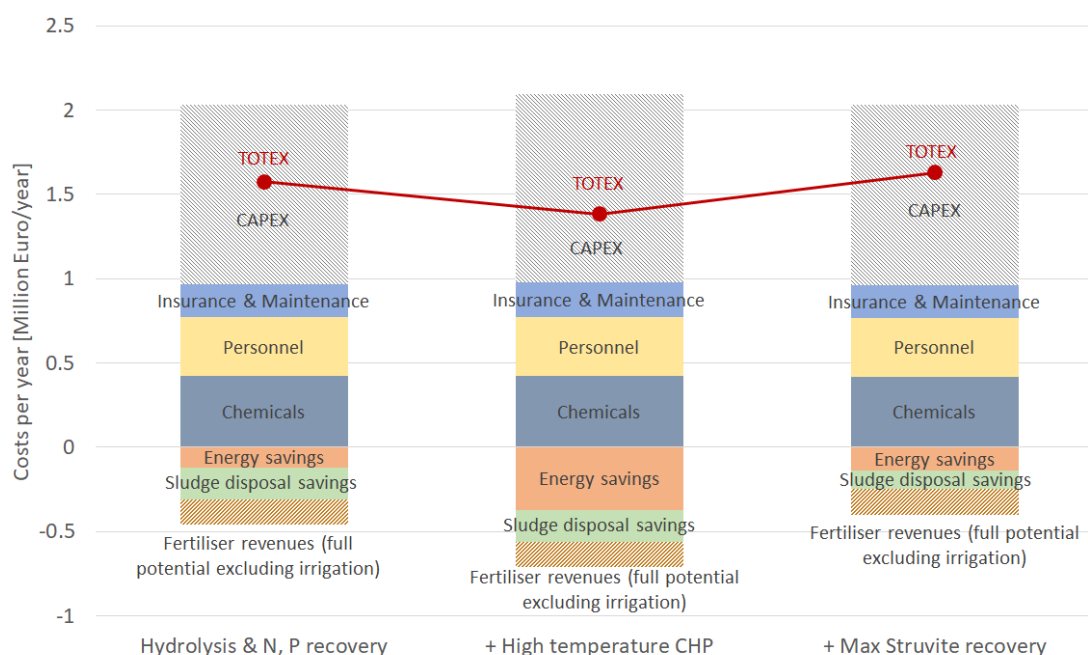 2.5
2
1.5
1
0.5
0
-0.5
-1
Costs per year [Million Euro/year]
TOTEX
CAPEX
Insurance & Maintenance
Personnel
Chemicals
Energy savings
Sludge disposal savings
Fertiliser revenues (full
potential excluding irrigation)
Hydrolysis & N, P recovery
TOTEX
CAPEX
Insurance & Maintenance
Personnel
Chemicals
Energy savings
Sludge disposal savings
Fertiliser revenues (full potential
excluding irrigation)
+ High temperature CHP
TOTEX
CAPEX
Insurance & Maintenance
Personnel
Chemicals
Energy savings
Sludge disposal savings
Fertiliser revenues (full potential
excluding irrigation)
+ Max Struvite recovery